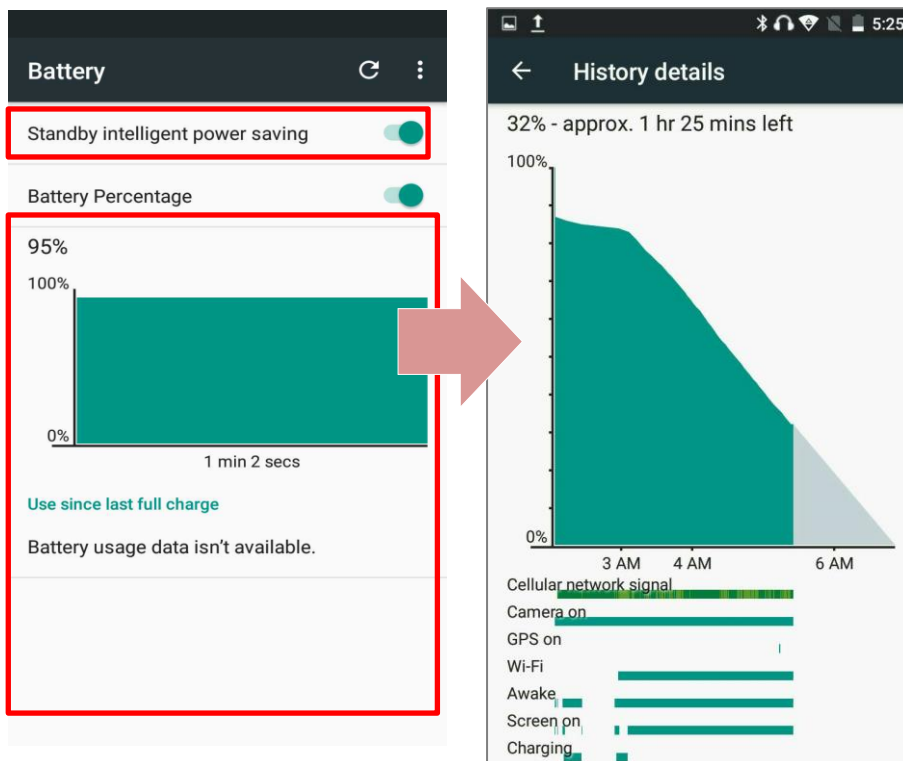 Battery
Standby intelligent power saving
Battery Percentage
95%
100%
0%
1 min 2 secs
Use since last full charge
Battery usage data isn't available.
5:25
History details
32% - approx. 1 hr 25 mins left
100%
0%
3 AM 4 AM 6 AM
Cellular network signal
Camera on
GPS on
Wi-Fi
Awake
Screen on
Charging